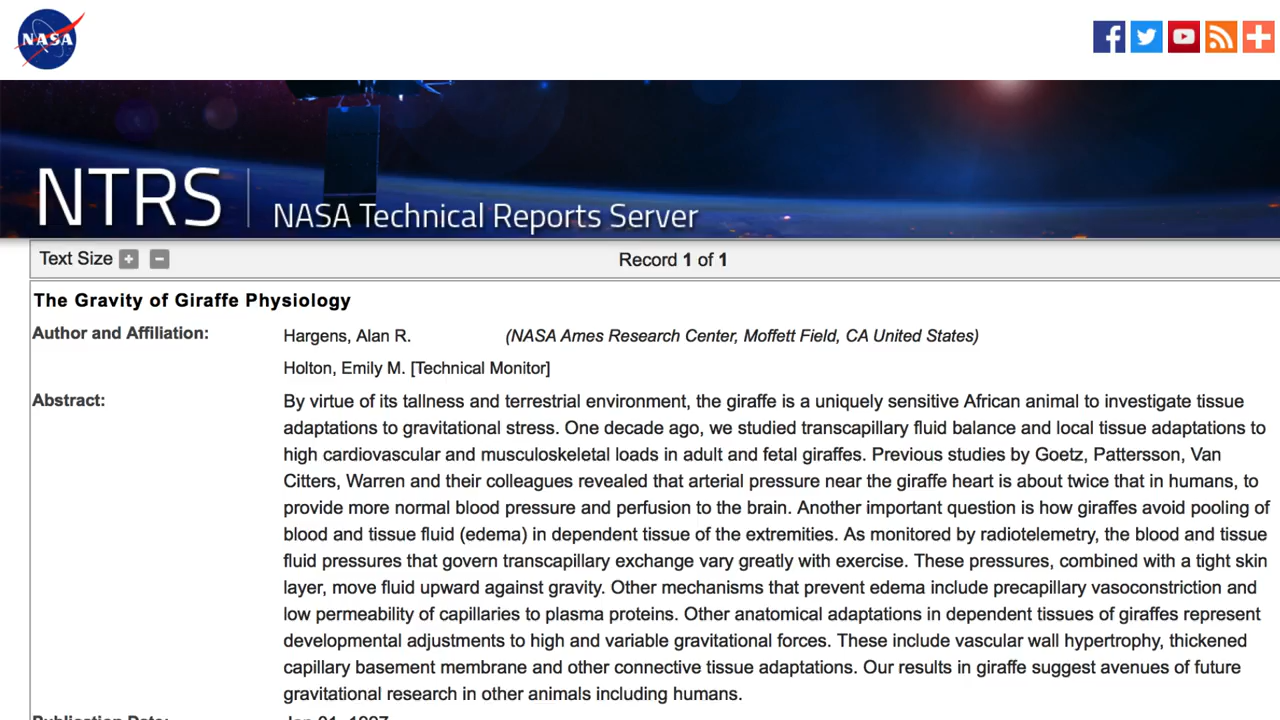 NASA
NTRS
NASA Technical Reports Server
Text Size + -
Record 1 of 1
The Gravity of Giraffe Physiology
Author and Affiliation:
Hargens, Alan R. (NASA Ames Research Center, Moffett Field, CA United States)
Holton, Emily M. [Technical Monitor]
Abstract:
By virtue of its tallness and terrestrial environment, the giraffe is a uniquely sensitive African animal to investigate tissue
adaptations to gravitational stress. One decade ago, we studied transcapillary fluid balance and local tissue adaptations to
high cardiovascular and musculoskeletal loads in adult and fetal giraffes. Previous studies by Goetz, Pattersson, Van
Citters, Warren and their colleagues revealed that arterial pressure near the giraffe heart is about twice that in humans, to
provide more normal blood pressure and perfusion to the brain. Another important question is how giraffes avoid pooling of
blood and tissue fluid (edema) in dependent tissue of the extremities. As monitored by radiotelemetry, the blood and tissue
fluid pressures that govern transcapillary exchange vary greatly with exercise. These pressures, combined with a tight skin
layer, move fluid upward against gravity. Other mechanisms that prevent edema include precapillary vasoconstriction and
low permeability of capillaries to plasma proteins. Other anatomical adaptations in dependent tissues of giraffes represent
developmental adjustments to high and variable gravitational forces. These include vascular wall hypertrophy, thickened
capillary basement membrane and other connective tissue adaptations. Our results in giraffe suggest avenues of future
gravitational research in other animals including humans.
Publication Date:
Jan 01, 1997